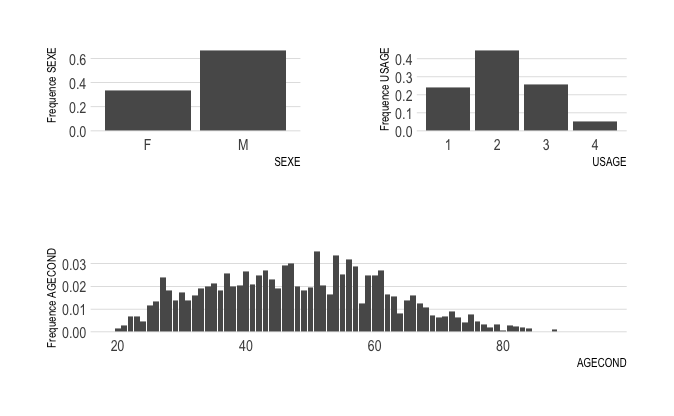 Frequence SEXE
0.6
0.4
0.2
0.0
F M
SEXE
Frequence USAGE
0.4
0.3
0.2
0.1
0.0
1 2 3 4
USAGE
Frequence AGECOND
0.03
0.02
0.01
0.00
20 40 60 80
AGECOND